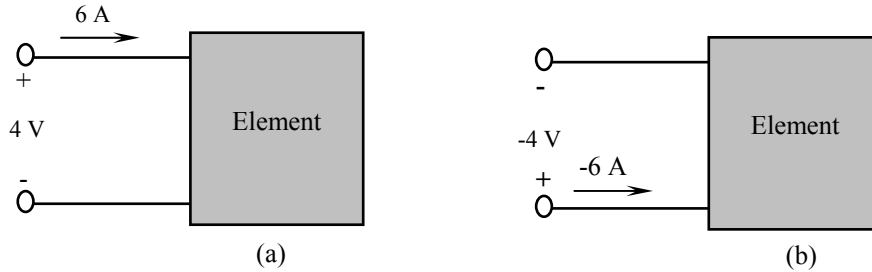 6 A
+
4 V
-
Element
(a)
-
-4 V
+
-6 A
Element
(b)